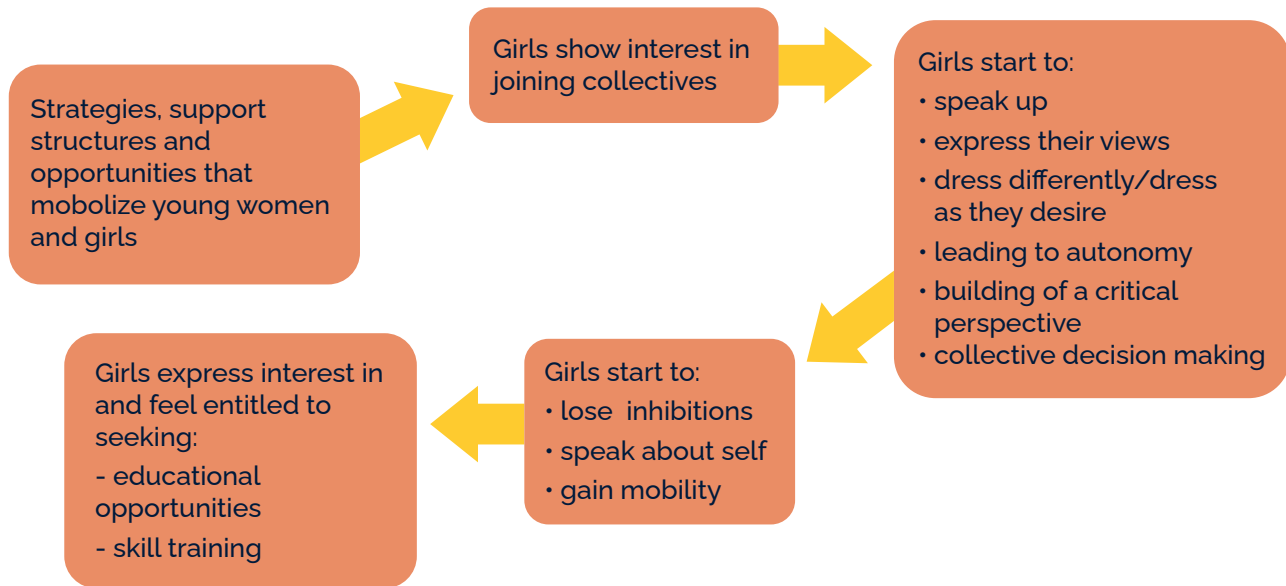 Strategies, support
structures and
opportunities that
mobolize young women
and girls
Girls show interest in
joining collectives
Girls start to:
• speak up
• express their views
• dress differently/dress
as they desire
• leading to autonomy
• building of a critical
perspective
• collective decision making
Girls start to:
• lose inhibitions
• speak about self
• gain mobility
Girls express interest in
and feel entitled to
seeking:
- educational
opportunities
- skill training